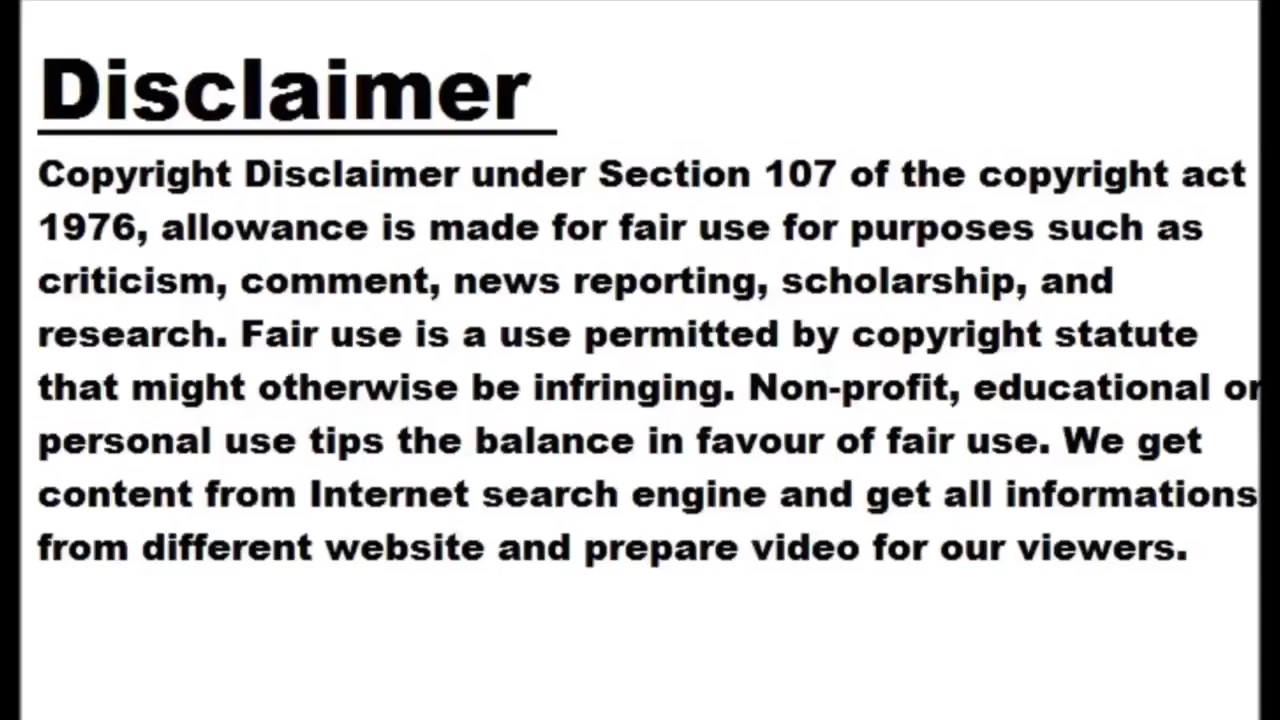 Disclaimer
Copyright Disclaimer under Section 107 of the copyright act
1976, allowance is made for fair use for purposes such as
criticism, comment, news reporting, scholarship, and
research. Fair use is a use permitted by copyright statute
that might otherwise be infringing. Non-profit, educational or
personal use tips the balance in favour of fair use. We get
content from Internet search engine and get all informations
from different website and prepare video for our viewers.